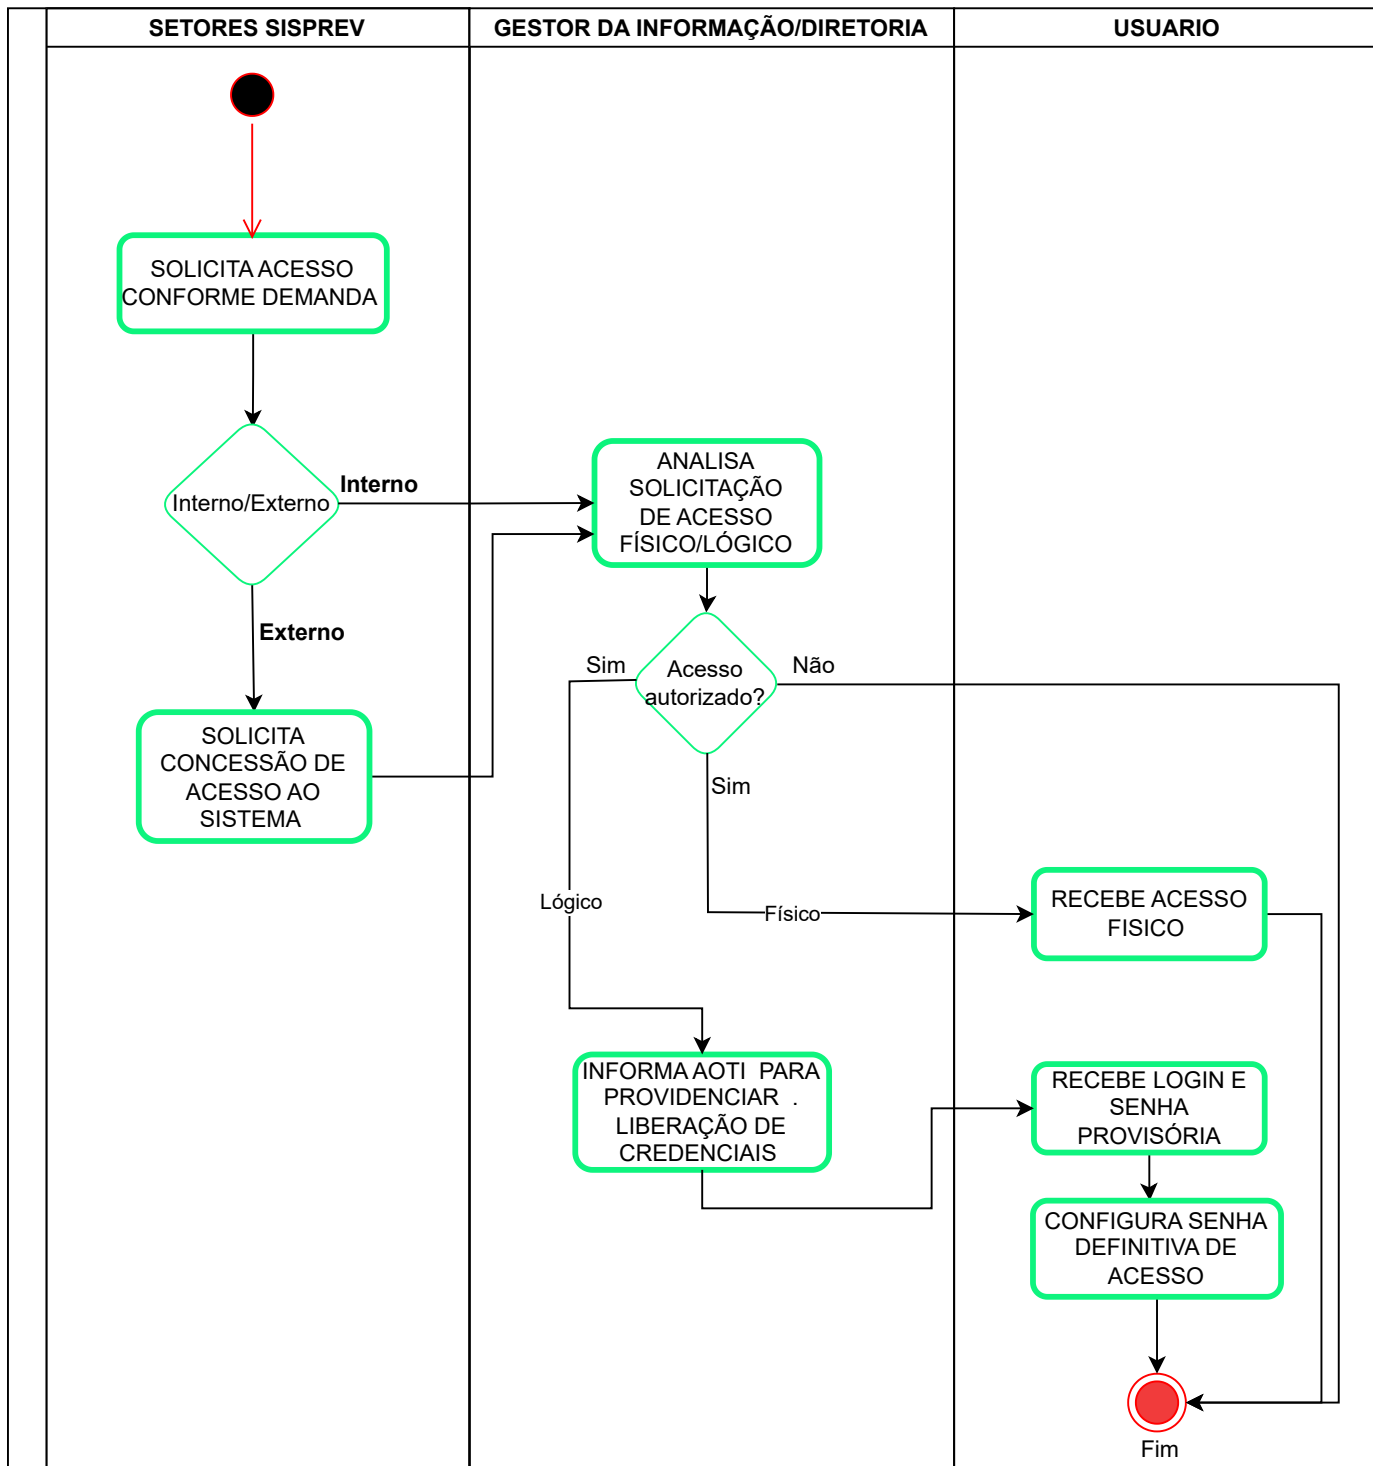 SETORES SISPREV
GESTOR DA INFORMAÇÃO/DIRETORIA
USUARIO
SOLICITA ACESSO
CONFORME DEMANDA
Interno/Externo
Interno
Externo
SOLICITA
CONCESSÃO DE
ACESSO AO
SISTEMA
ANALISA
SOLICITAÇÃO
DE ACESSO
FÍSICO/LÓGICO
Acesso
autorizado?
Sim
Não
Sim
Lógico
Físico
RECEBE ACESSO
FISICO
INFORMA AOTI PARA
PROVIDENCIAR .
LIBERAÇÃO DE
CREDENCIAIS
RECEBE LOGIN E
SENHA
PROVISÓRIA
CONFIGURA SENHA
DEFINITIVA DE
ACESSO
Fim